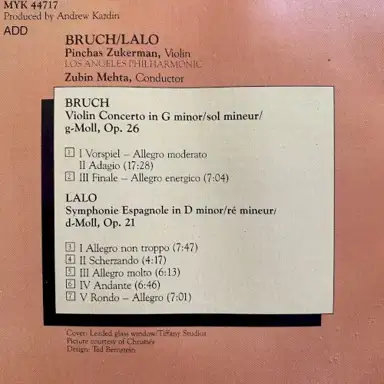 MYK 44717
Produced by Andrew Kazdin
ADD
BRUCH/LALO
Pinchas Zukerman, Violin
LOS ANGELES PHILHARMONIC
Zubin Mehta, Conductor
BRUCH
Violin Concerto in G minor/sol mineur/
g-Moll, Op. 26
1 I Vorspiel – Allegro moderato
II Adagio (17:28)
2 III Finale – Allegro energico (7:04)
LALO
Symphonie Espagnole in D minor/ré mineur/
d-Moll, Op. 21
3 I Allegro non troppo (7:47)
4 II Scherzando (4:17)
5 III Allegro molto (6:13)
6 IV Andante (6:46)
7 V Rondo – Allegro (7:01)
Cover: Leaded glass window/Tiffany Studios
Picture courtesy of Christie's
Design: Ted Bernstein